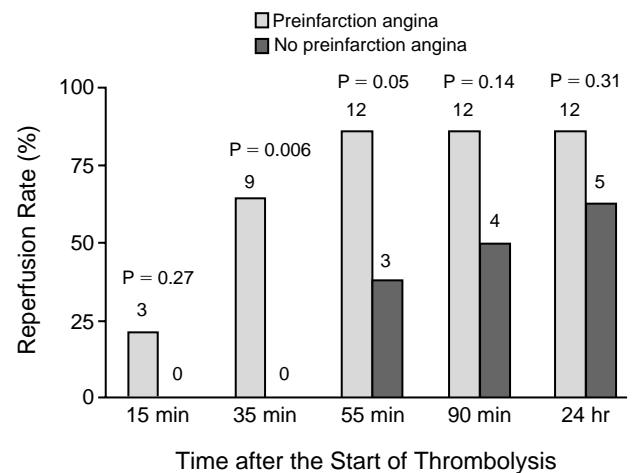 Preinfarction angina
No preinfarction angina
Reperfusion Rate (%)
100
75
50
25
0
P = 0.27
3
0
P = 0.006
9
0
P = 0.05
12
3
P = 0.14
12
4
P = 0.31
12
5
15 min
35 min
55 min
90 min
24 hr
Time after the Start of Thrombolysis